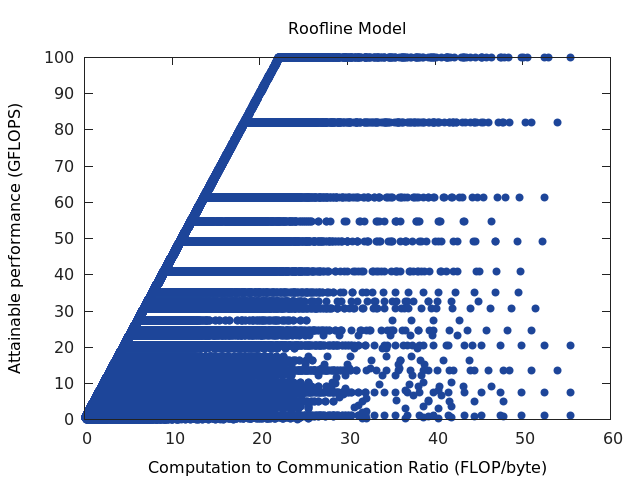 Roofline Model
100
90
80
70
60
50
40
30
20
10
0
Attainable performance (GFLOPS)
0 10 20 30 40 50 60
Computation to Communication Ratio (FLOP/byte)